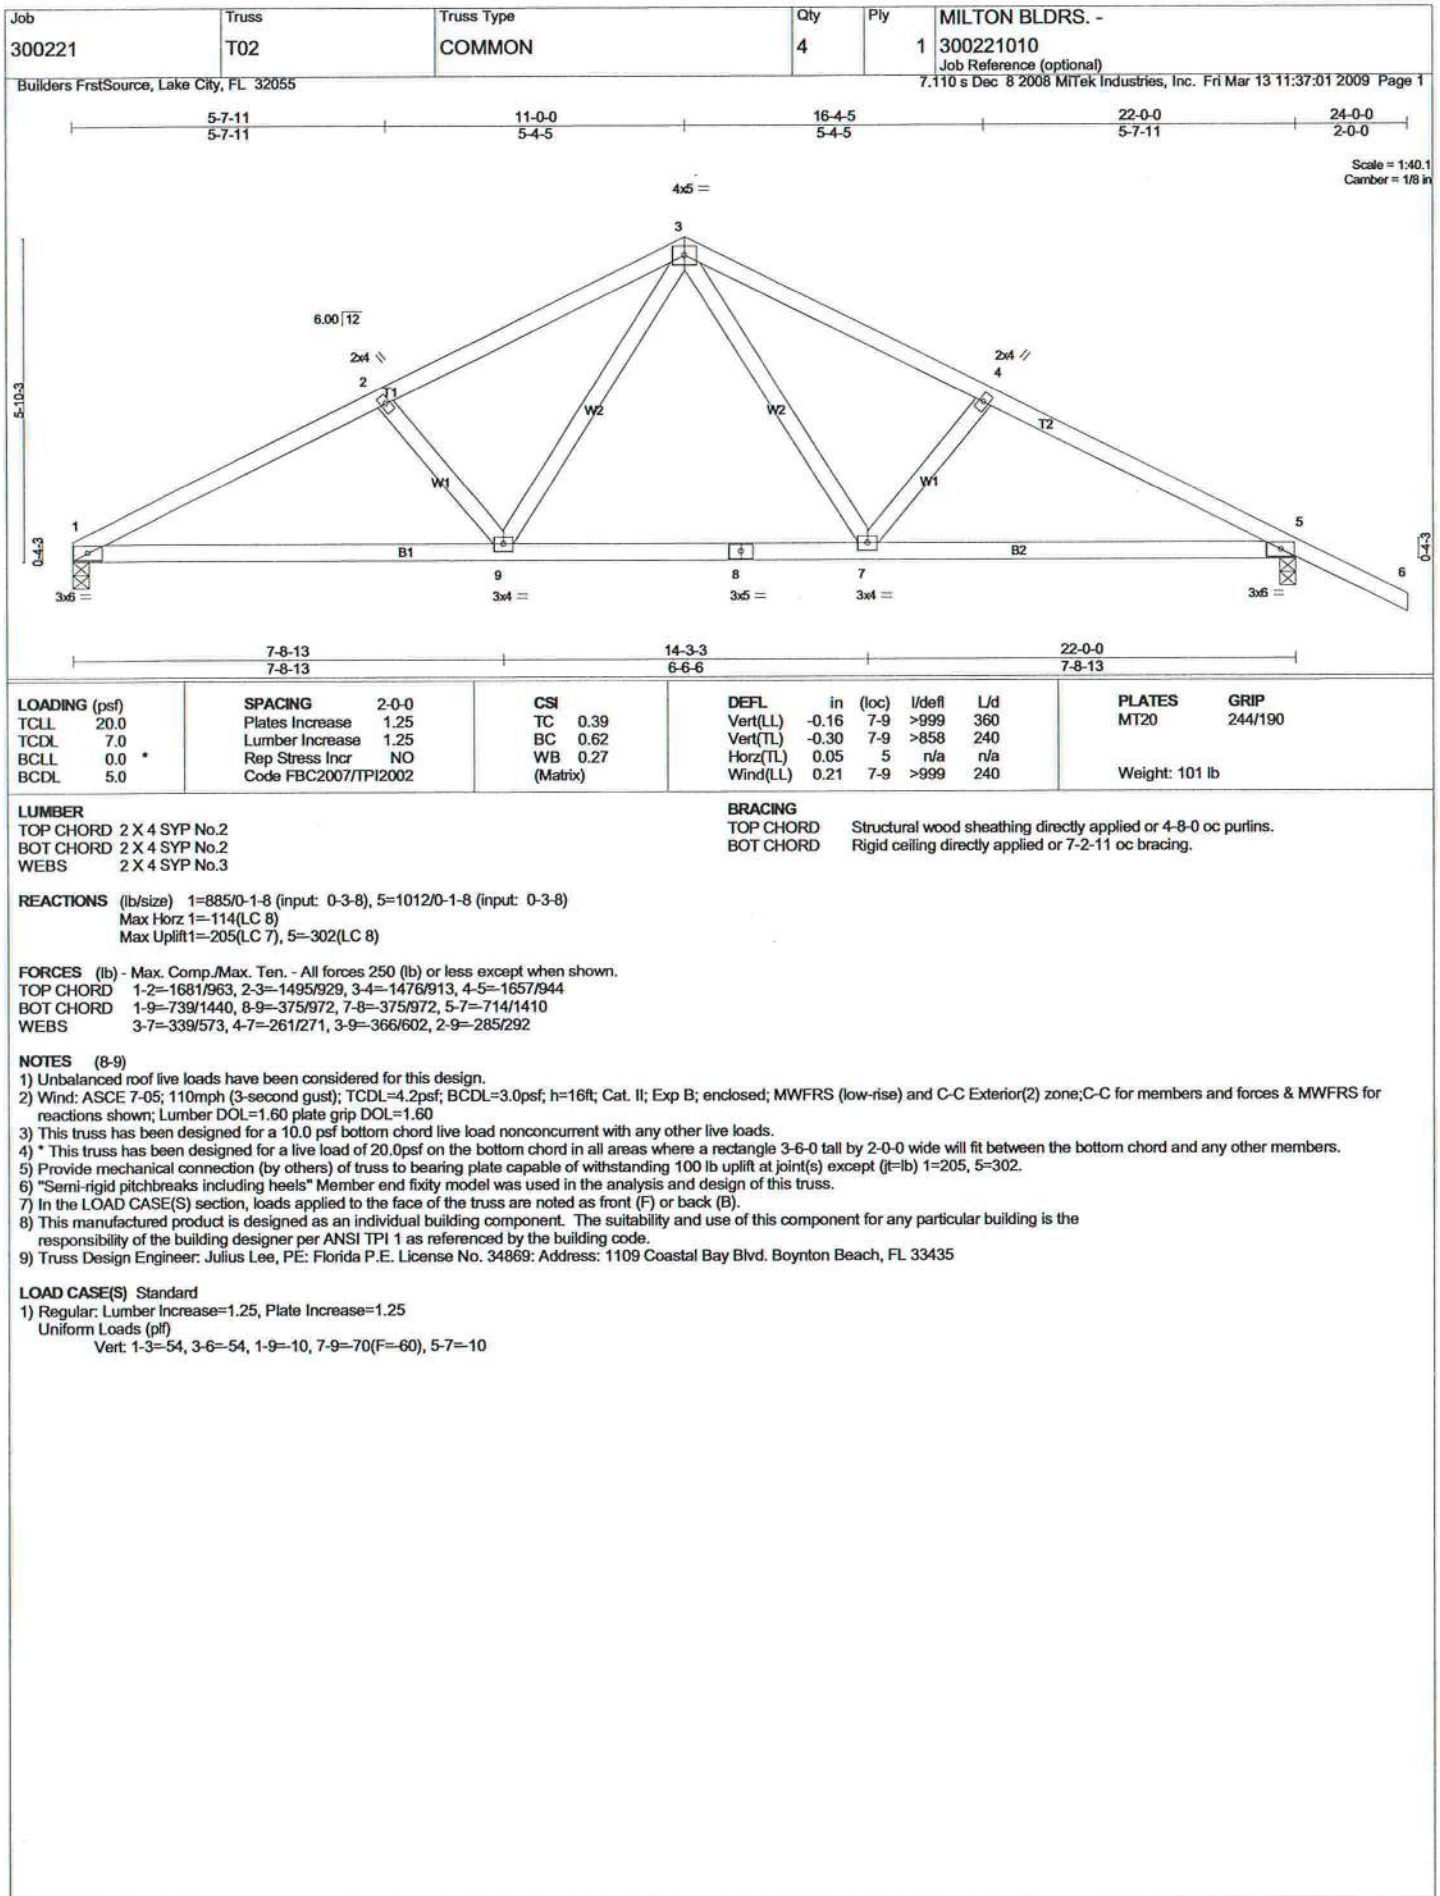 Job Truss Truss Type Qty Ply MILTON BLDRS. -
300221 T02 COMMON 4 1 300221010
Job Reference (optional)
Builders FrstSource, Lake City, FL 32055 7.110 s Dec 8 2008 MiTek Industries, Inc. Fri Mar 13 11:37:01 2009 Page 1
5-7-11 11-0-0 16-4-5 22-0-0 24-0-0
5-7-11 5-4-5 5-4-5 5-7-11 2-0-0
Scale = 1:40.1
Camber = 1/8 in
4x5 =
3
6.00 12
2x4 \\ 2x4 //
2 4
T1
5-10-3
W2 W2
T2
W1 W1
1 5
0-4-3 0-4-3
B1 B2
9 8 7 6
3x6 = 3x4 = 3x5 = 3x4 = 3x6 =
7-8-13 14-3-3 22-0-0
7-8-13 6-6-6 7-8-13
LOADING (psf) SPACING 2-0-0 CSI DEFL in (loc) l/defl L/d PLATES GRIP
TCLL 20.0 Plates Increase 1.25 TC 0.39 Vert(LL) -0.16 7-9 >999 360 MT20 244/190
TCDL 7.0 Lumber Increase 1.25 BC 0.62 Vert(TL) -0.30 7-9 >858 240
BCLL 0.0 * Rep Stress Incr NO WB 0.27 Horz(TL) 0.05 5 n/a n/a
BCDL 5.0 Code FBC2007/TPI2002 (Matrix) Wind(LL) 0.21 7-9 >999 240 Weight: 101 lb
LUMBER BRACING
TOP CHORD 2 X 4 SYP No.2 TOP CHORD Structural wood sheathing directly applied or 4-8-0 oc purlins.
BOT CHORD 2 X 4 SYP No.2 BOT CHORD Rigid ceiling directly applied or 7-2-11 oc bracing.
WEBS 2 X 4 SYP No.3
REACTIONS (lb/size) 1=885/0-1-8 (input: 0-3-8), 5=1012/0-1-8 (input: 0-3-8)
Max Horz 1=-114(LC 8)
Max Uplift1=-205(LC 7), 5=-302(LC 8)
FORCES (lb) - Max. Comp./Max. Ten. - All forces 250 (lb) or less except when shown.
TOP CHORD 1-2=-1681/963, 2-3=-1495/929, 3-4=-1476/913, 4-5=-1657/944
BOT CHORD 1-9=-739/1440, 8-9=-375/972, 7-8=-375/972, 5-7=-714/1410
WEBS 3-7=-339/573, 4-7=-261/271, 3-9=-366/602, 2-9=-285/292
NOTES (8-9)
1) Unbalanced roof live loads have been considered for this design.
2) Wind: ASCE 7-05; 110mph (3-second gust); TCDL=4.2psf; BCDL=3.0psf; h=16ft; Cat. II; Exp B; enclosed; MWFRS (low-rise) and C-C Exterior(2) zone;C-C for members and forces & MWFRS for
reactions shown; Lumber DOL=1.60 plate grip DOL=1.60
3) This truss has been designed for a 10.0 psf bottom chord live load nonconcurrent with any other live loads.
4) * This truss has been designed for a live load of 20.0psf on the bottom chord in all areas where a rectangle 3-6-0 tall by 2-0-0 wide will fit between the bottom chord and any other members.
5) Provide mechanical connection (by others) of truss to bearing plate capable of withstanding 100 lb uplift at joint(s) except (jt=lb) 1=205, 5=302.
6) "Semi-rigid pitchbreaks including heels" Member end fixity model was used in the analysis and design of this truss.
7) In the LOAD CASE(S) section, loads applied to the face of the truss are noted as front (F) or back (B).
8) This manufactured product is designed as an individual building component. The suitability and use of this component for any particular building is the
responsibility of the building designer per ANSI TPI 1 as referenced by the building code.
9) Truss Design Engineer: Julius Lee, PE: Florida P.E. License No. 34869: Address: 1109 Coastal Bay Blvd. Boynton Beach, FL 33435
LOAD CASE(S) Standard
1) Regular: Lumber Increase=1.25, Plate Increase=1.25
Uniform Loads (plf)
Vert: 1-3=-54, 3-6=-54, 1-9=-10, 7-9=-70(F=-60), 5-7=-10